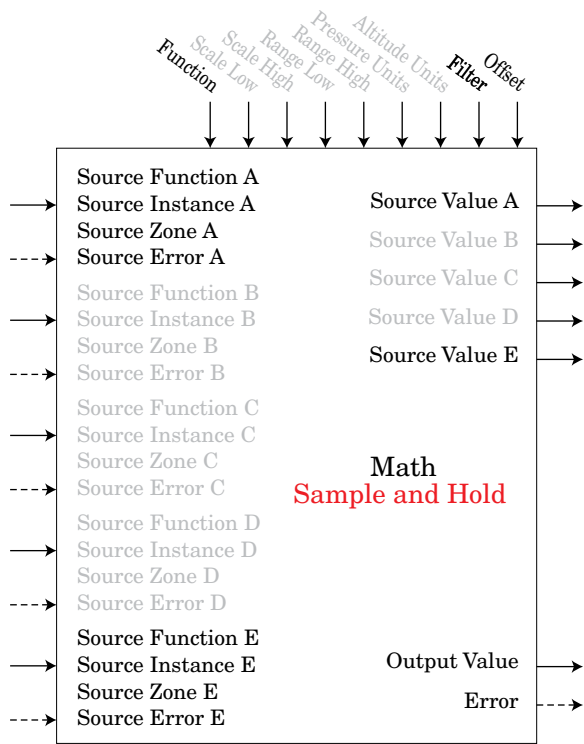 Function
Scale Low
Scale High
Range Low
Range High
Pressure Units
Altitude Units
Filter
Offset
Source Function A
Source Instance A
Source Zone A
Source Error A
Source Function B
Source Instance B
Source Zone B
Source Error B
Source Function C
Source Instance C
Source Zone C
Source Error C
Source Function D
Source Instance D
Source Zone D
Source Error D
Source Function E
Source Instance E
Source Zone E
Source Error E
Source Value A
Source Value B
Source Value C
Source Value D
Source Value E
Math
Sample and Hold
Output Value
Error